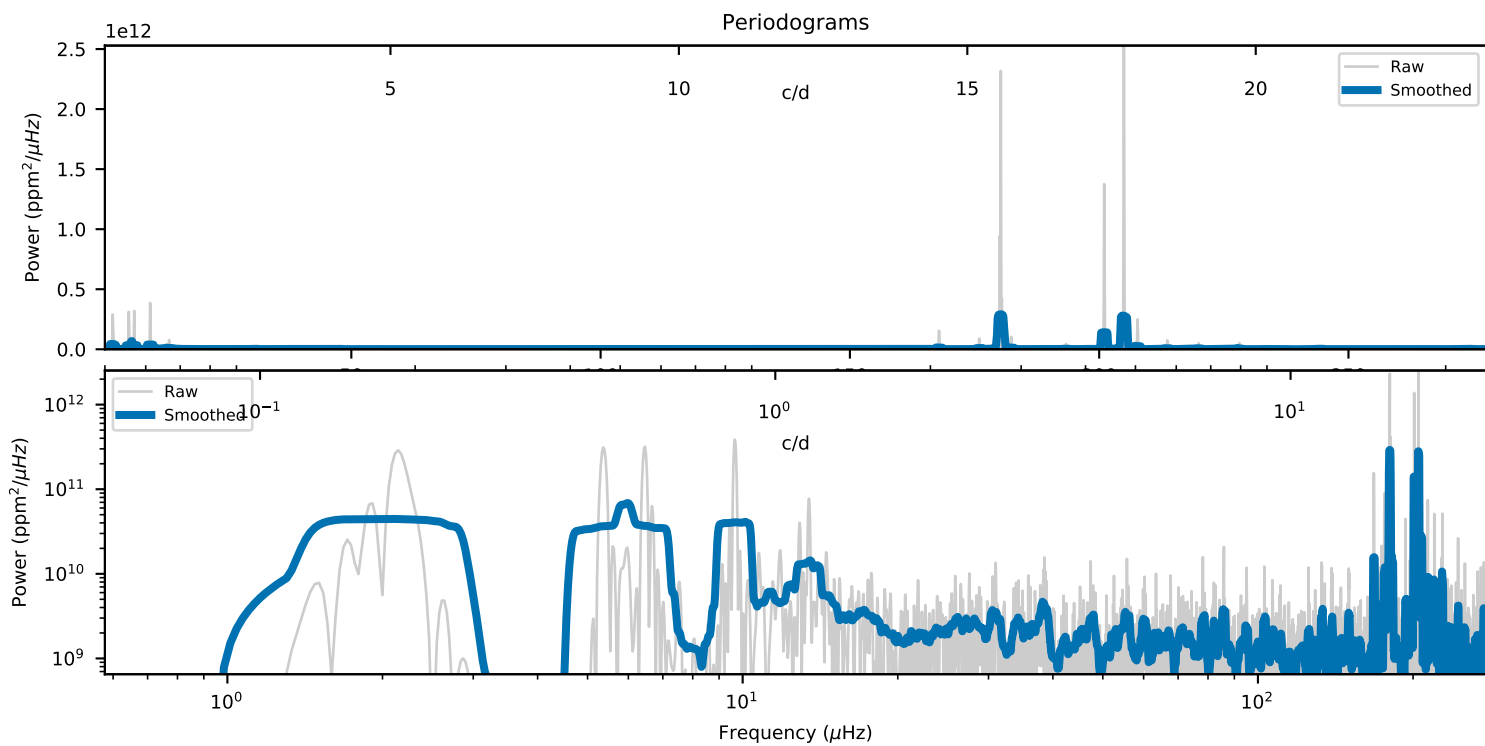 Periodograms
1e12
2.5
2.0
1.5
1.0
0.5
0.0
Power (ppm²/μHz)
5
10
15
20
c/d
Raw
Smoothed
10⁻¹
10⁰
10¹
c/d
Raw
Smoothed
10¹²
10¹¹
10¹⁰
10⁹
Power (ppm²/μHz)
10⁰
10¹
10²
Frequency (μHz)